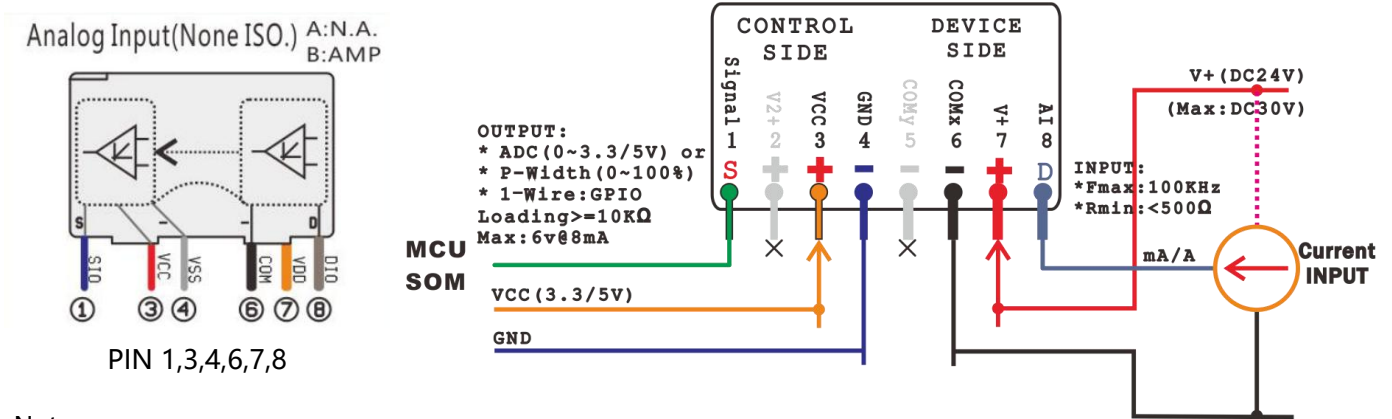 Analog Input(None ISO.) A:N.A.
B:AMP
S
-
-
D
SIO
VCC
VSS
COM
VDD
DIO
① ③ ④ ⑥ ⑦ ⑧
PIN 1,3,4,6,7,8
CONTROL
SIDE
DEVICE
SIDE
Signal
V2+
VCC
GND
COMy
COMx
V+
AI
1 2 3 4 5 6 7 8
S + + - - - + D
OUTPUT:
* ADC(0~3.3/5V) or
* P-Width(0~100%)
* 1-Wire:GPIO
Loading>=10KΩ
Max:6v@8mA
MCU
SOM
VCC(3.3/5V)
GND
V+(DC24V)
(Max:DC30V)
INPUT:
*Fmax:100KHz
*Rmin:<500Ω
mA/A
Current
INPUT